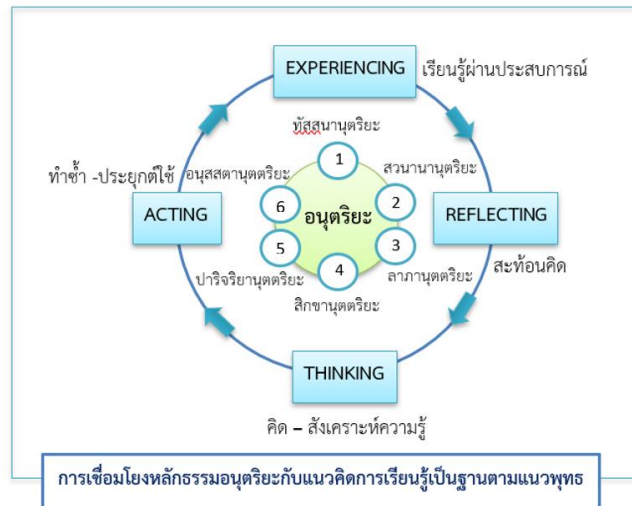 EXPERIENCING
เรียนรู้ผ่านประสบการณ์
ทัสสนานุตริยะ
ทำซ้ำ -ประยุกต์ใช้
อนุสสตานุตตริยะ
สวนานานุตริยะ
1
6
2
อนุตริยะ
ACTING
REFLECTING
5
3
สะท้อนคิด
ปาริจริยานุตตริยะ
4
ลาภานุตตริยะ
สิกขานุตตริยะ
THINKING
คิด – สังเคราะห์ความรู้
การเชื่อมโยงหลักธรรมอนุตริยะกับแนวคิดการเรียนรู้เป็นฐานตามแนวพุทธ